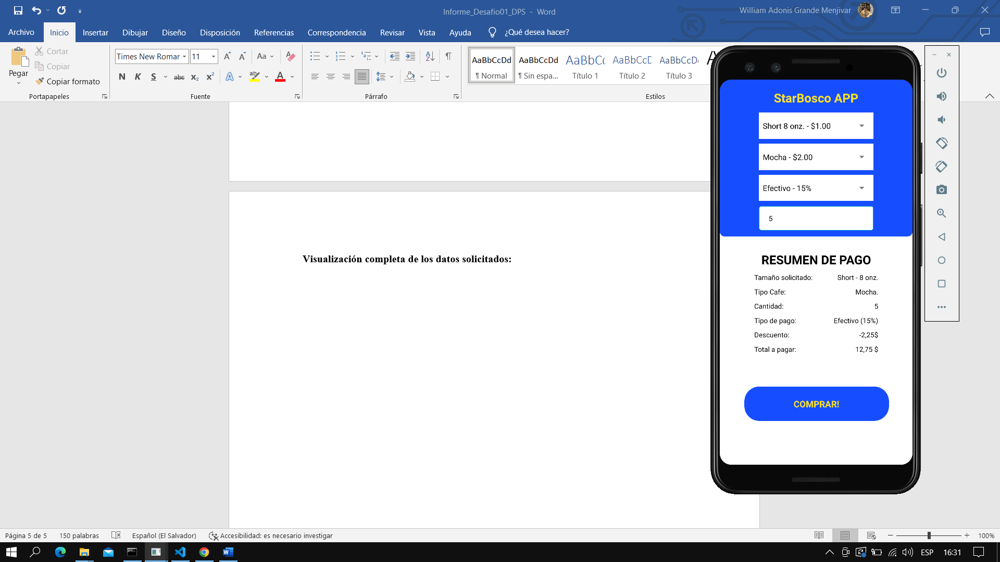 Informe_Desafio01_DPS - Word
William Adonis Grande Menjivar
Archivo Inicio Insertar Dibujar Diseño Disposición Referencias Correspondencia Revisar Vista Ayuda ¿Qué desea hacer?
Pegar
Cortar
Copiar
Copiar formato
Portapapeles
Times New Romar 11
Aa
N K S abc x₂ x²
Fuente
Párrafo
AaBbCcDd AaBbCcDd AaBbCc AaBbCcD AaBbCcDc
¶ Normal ¶ Sin espa... Título 1 Título 2 Título 3
Estilos
Visualización completa de los datos solicitados:
StarBosco APP
Short 8 onz. - $1.00
Mocha - $2.00
Efectivo - 15%
5
RESUMEN DE PAGO
Tamaño solicitado: Short - 8 onz.
Tipo Cafe: Mocha.
Cantidad: 5
Tipo de pago: Efectivo (15%)
Descuento: -2,25$
Total a pagar: 12,75 $
COMPRAR!
Página 5 de 5 150 palabras Español (El Salvador) Accesibilidad: es necesario investigar 100%
ESP 16:31